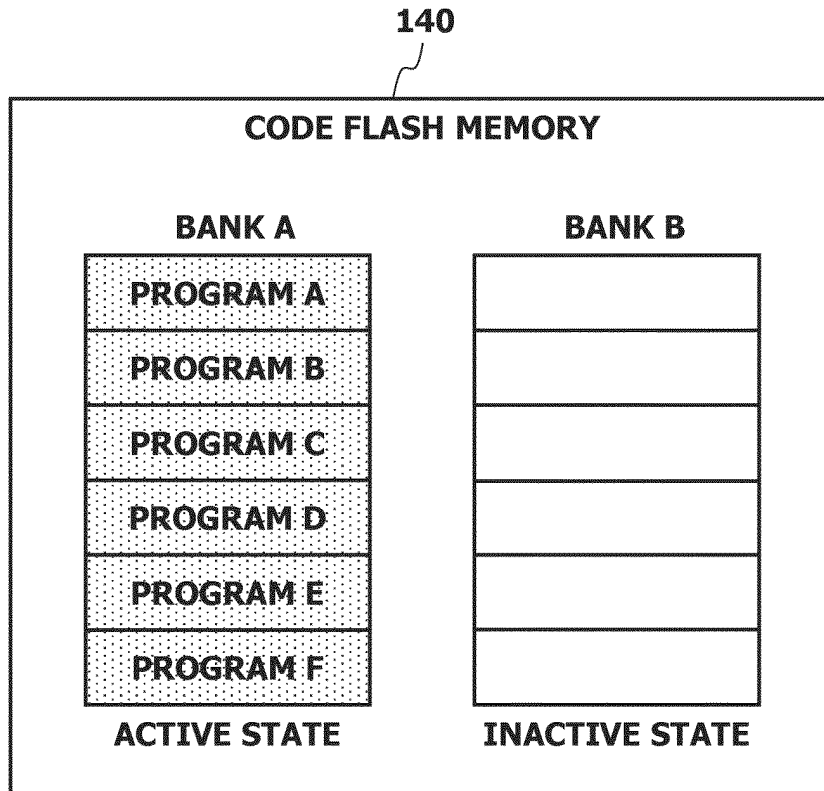 140
CODE FLASH MEMORY
BANK A
PROGRAM A
PROGRAM B
PROGRAM C
PROGRAM D
PROGRAM E
PROGRAM F
ACTIVE STATE
BANK B
INACTIVE STATE